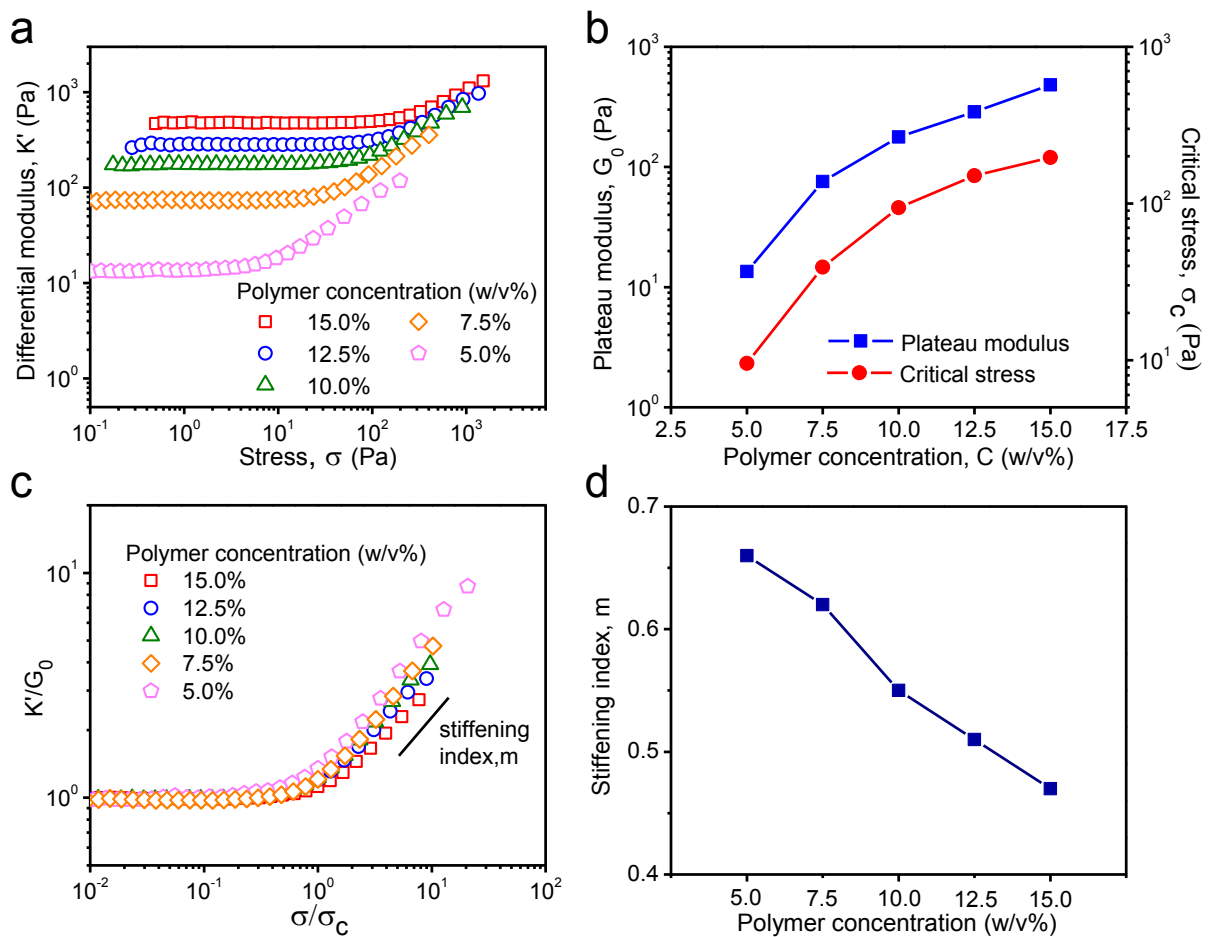 a
Differential modulus, K' (Pa)
10³
10²
10¹
10⁰
Polymer concentration (w/v%)
15.0%
7.5%
12.5%
5.0%
10.0%
10⁻¹ 10⁰ 10¹ 10² 10³
Stress, σ (Pa)
b
Plateau modulus, G₀ (Pa)
10³
10²
10¹
10⁰
Plateau modulus
Critical stress
10³
10²
10¹
Critical stress, σc (Pa)
2.5 5.0 7.5 10.0 12.5 15.0 17.5
Polymer concentration, C (w/v%)
c
K'/G₀
10¹
10⁰
Polymer concentration (w/v%)
15.0%
12.5%
10.0%
7.5%
5.0%
stiffening
index,m
10⁻² 10⁻¹ 10⁰ 10¹ 10²
σ/σc
d
Stiffening index, m
0.7
0.6
0.5
0.4
5.0 7.5 10.0 12.5 15.0
Polymer concentration (w/v%)